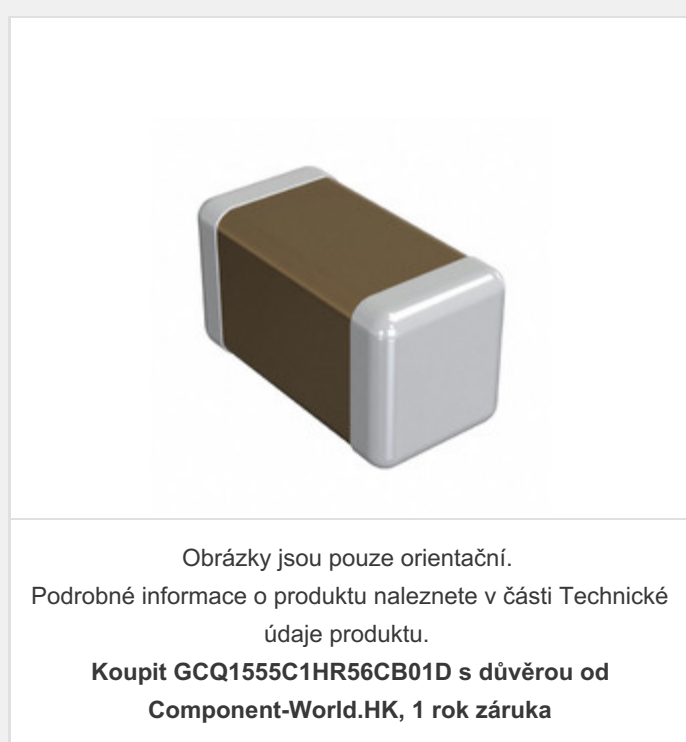 Obrázky jsou pouze orientační.
Podrobné informace o produktu naleznete v části Technické
údaje produktu.
Koupit GCQ1555C1HR56CB01D s důvěrou od
Component-World.HK, 1 rok záruka